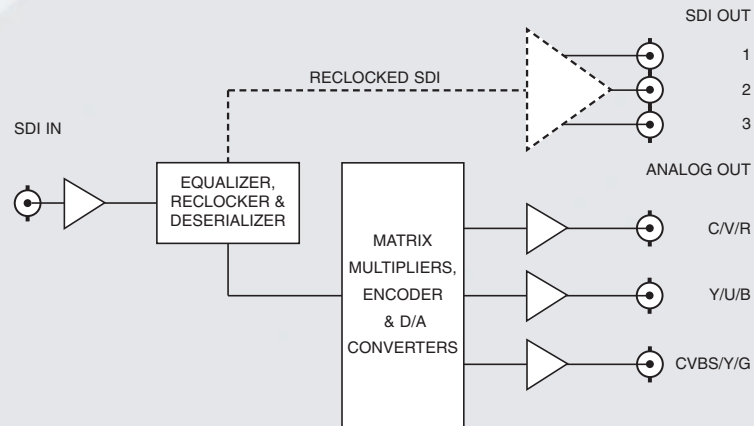 SDI OUT
1
RECLOCKED SDI
2
SDI IN
3
ANALOG OUT
EQUALIZER,
RECLOCKER &
DESERIALIZER
C/V/R
MATRIX
MULTIPLIERS,
ENCODER
& D/A
CONVERTERS
Y/U/B
CVBS/Y/G